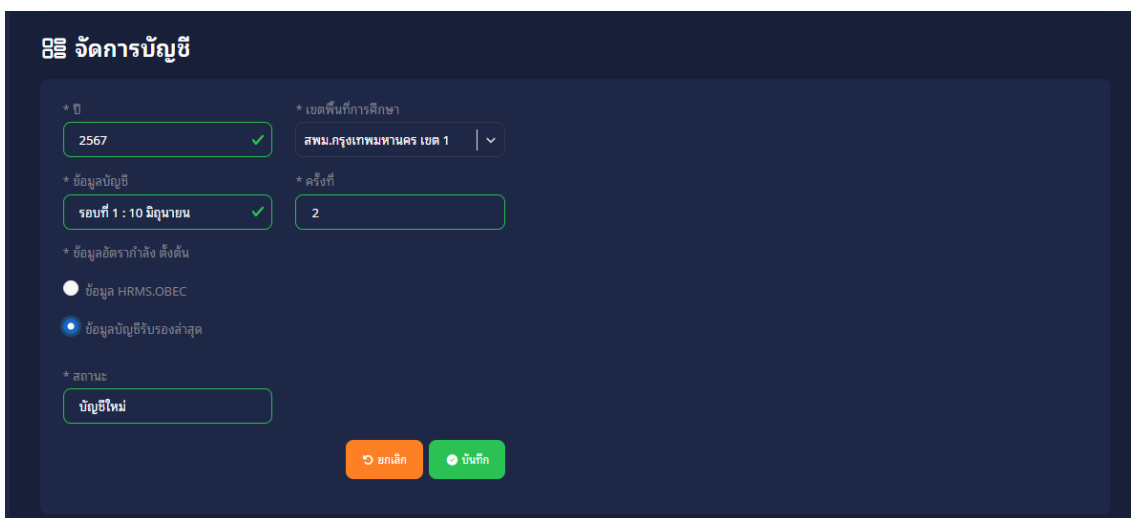 จัดการบัญชี
* ปี
* เขตพื้นที่การศึกษา
2567
สพม.กรุงเทพมหานคร เขต 1
* ข้อมูลบัญชี
* ครั้งที่
รอบที่ 1 : 10 มิถุนายน
2
* ข้อมูลอัตรากำลัง ตั้งต้น
ข้อมูล HRMS.OBEC
ข้อมูลบัญชีรับรองล่าสุด
* สถานะ
บัญชีใหม่
ยกเลิก
บันทึก